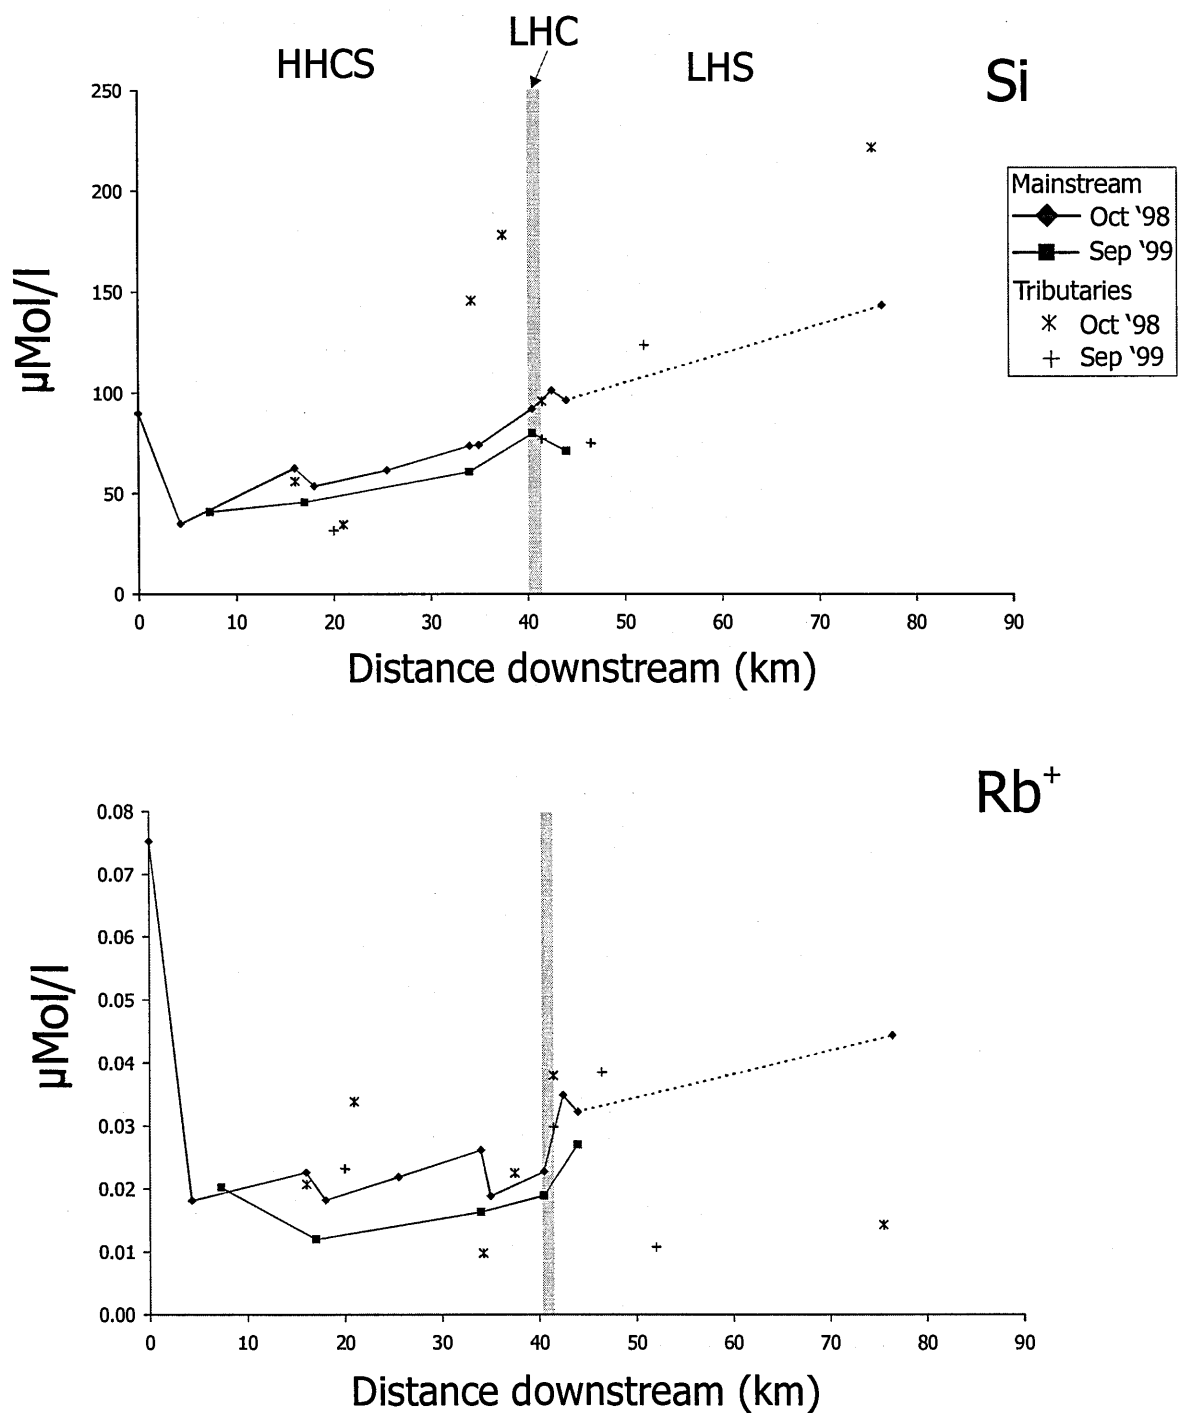 LHC
HHCS
LHS
Si
250
200
150
100
50
0
µMol/l
0 10 20 30 40 50 60 70 80 90
Distance downstream (km)
Mainstream
Oct ‘98
Sep ‘99
Tributaries
Oct ‘98
Sep ‘99
Rb⁺
0.08
0.07
0.06
0.05
0.04
0.03
0.02
0.01
0.00
µMol/l
0 10 20 30 40 50 60 70 80 90
Distance downstream (km)